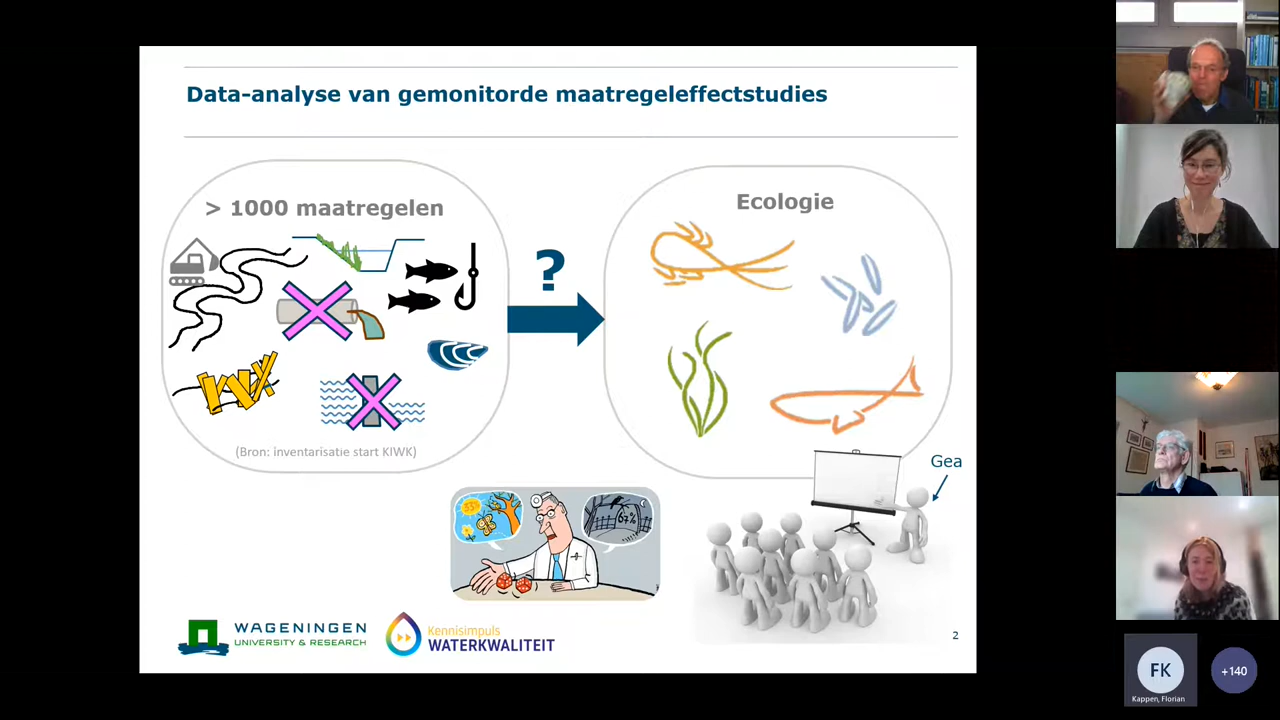 Data-analyse van gemonitorde maatregeleffectstudies
> 1000 maatregelen
Ecologie
?
(Bron: inventarisatie start KIWK)
Gea
67%
WAGENINGEN
UNIVERSITY & RESEARCH
Kennisimpuls
WATERKWALITEIT
2
FK
+140
Kappen, Florian